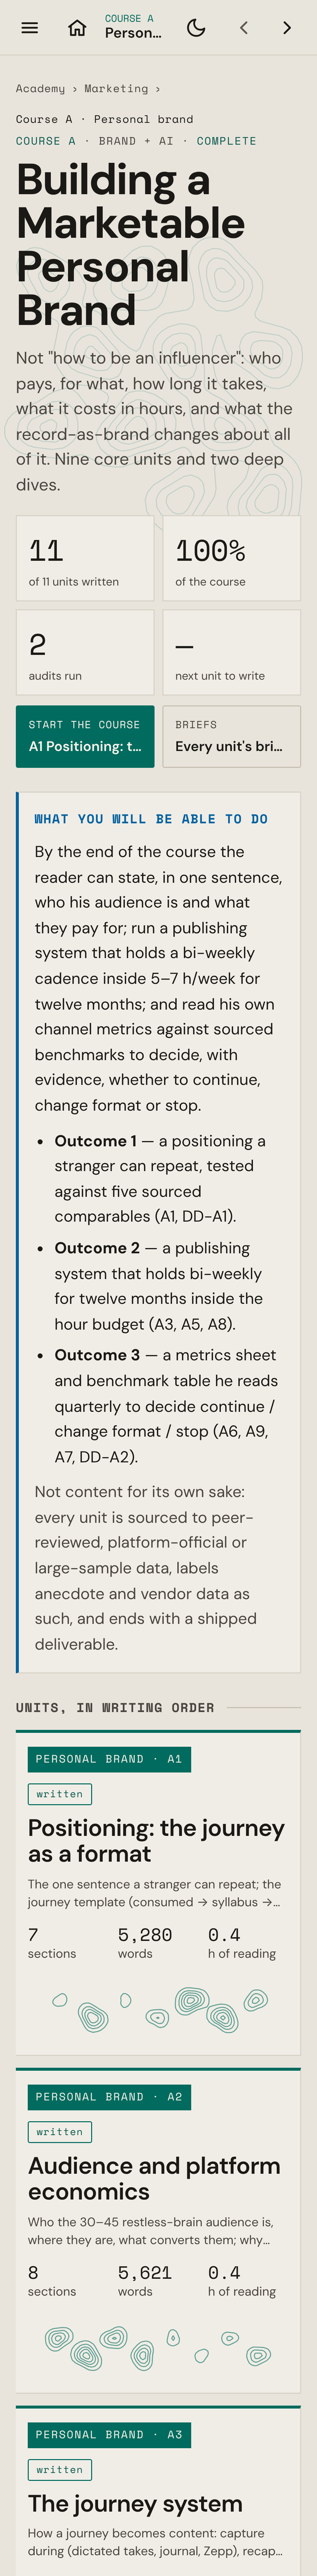 COURSE A
Person…
Academy › Marketing ›
Course A · Personal brand
COURSE A · BRAND + AI · COMPLETE
Building a
Marketable
Personal
Brand
Not "how to be an influencer": who
pays, for what, how long it takes,
what it costs in hours, and what the
record-as-brand changes about all
of it. Nine core units and two deep
dives.
11
of 11 units written
100%
of the course
2
audits run
—
next unit to write
START THE COURSE
A1 Positioning: t…
BRIEFS
Every unit's bri…
WHAT YOU WILL BE ABLE TO DO
By the end of the course the
reader can state, in one sentence,
who his audience is and what
they pay for; run a publishing
system that holds a bi-weekly
cadence inside 5–7 h/week for
twelve months; and read his own
channel metrics against sourced
benchmarks to decide, with
evidence, whether to continue,
change format or stop.
• Outcome 1 — a positioning a
stranger can repeat, tested
against five sourced
comparables (A1, DD-A1).
• Outcome 2 — a publishing
system that holds bi-weekly
for twelve months inside the
hour budget (A3, A5, A8).
• Outcome 3 — a metrics sheet
and benchmark table he reads
quarterly to decide continue /
change format / stop (A6, A9,
A7, DD-A2).
Not content for its own sake:
every unit is sourced to peer-
reviewed, platform-official or
large-sample data, labels
anecdote and vendor data as
such, and ends with a shipped
deliverable.
UNITS, IN WRITING ORDER
PERSONAL BRAND · A1
written
Positioning: the journey
as a format
The one sentence a stranger can repeat; the
journey template (consumed → syllabus →…
7 5,280 0.4
sections words h of reading
PERSONAL BRAND · A2
written
Audience and platform
economics
Who the 30–45 restless-brain audience is,
where they are, what converts them; why…
8 5,621 0.4
sections words h of reading
PERSONAL BRAND · A3
written
The journey system
How a journey becomes content: capture
during (dictated takes, journal, Zepp), recap…